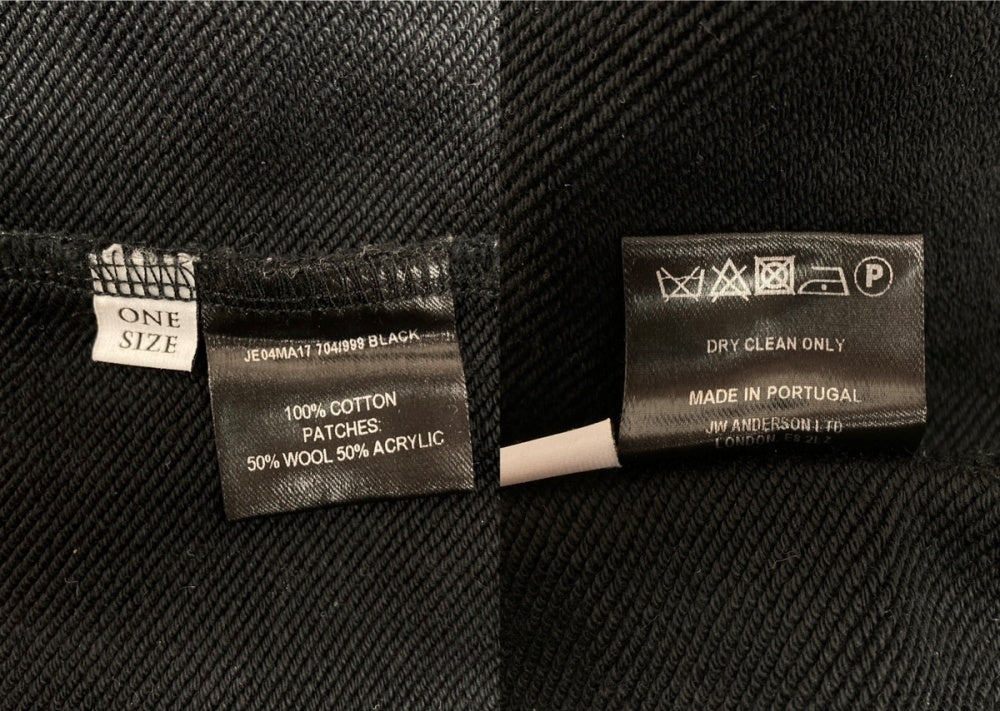 ONE
SIZE
JE04MA17 704/999 BLACK
100% COTTON
PATCHES:
50% WOOL 50% ACRYLIC
P
DRY CLEAN ONLY
MADE IN PORTUGAL
JW ANDERSON LTD
LONDON